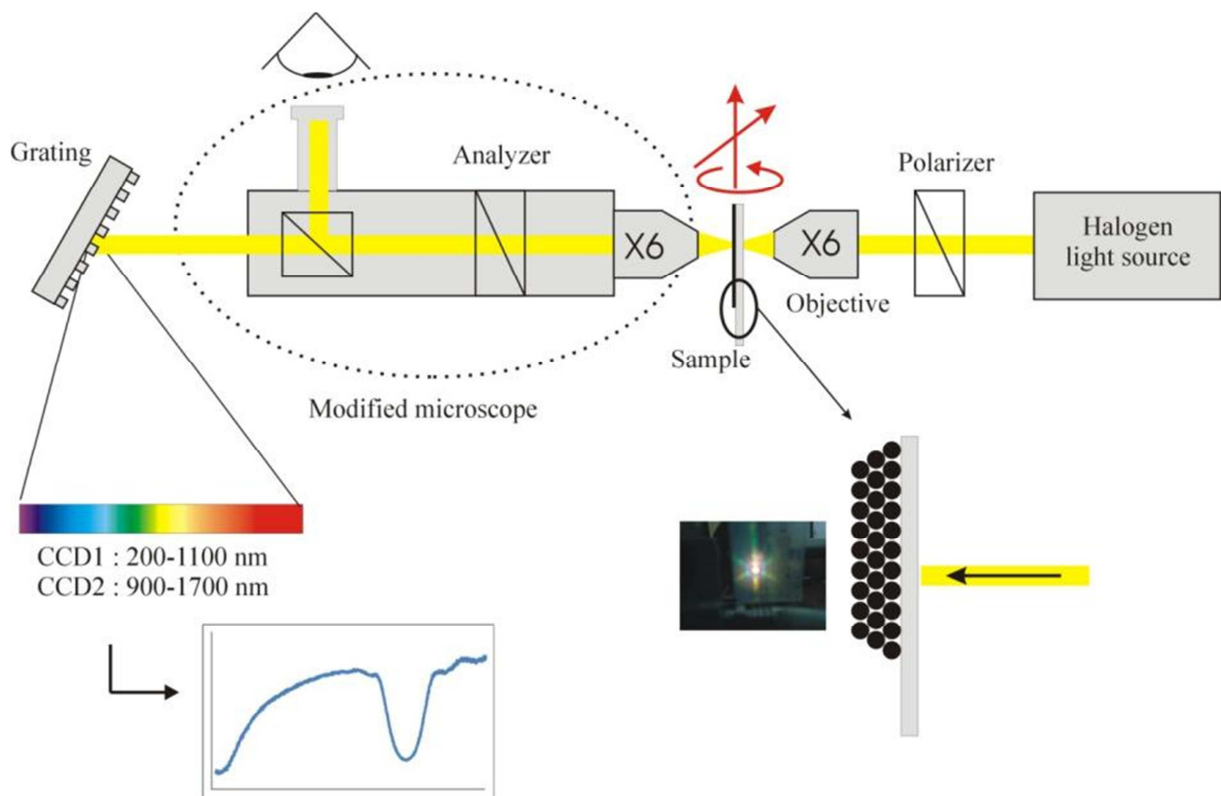 Grating
Analyzer
Polarizer
X6
X6
Halogen
light source
Objective
Sample
Modified microscope
CCD1 : 200-1100 nm
CCD2 : 900-1700 nm